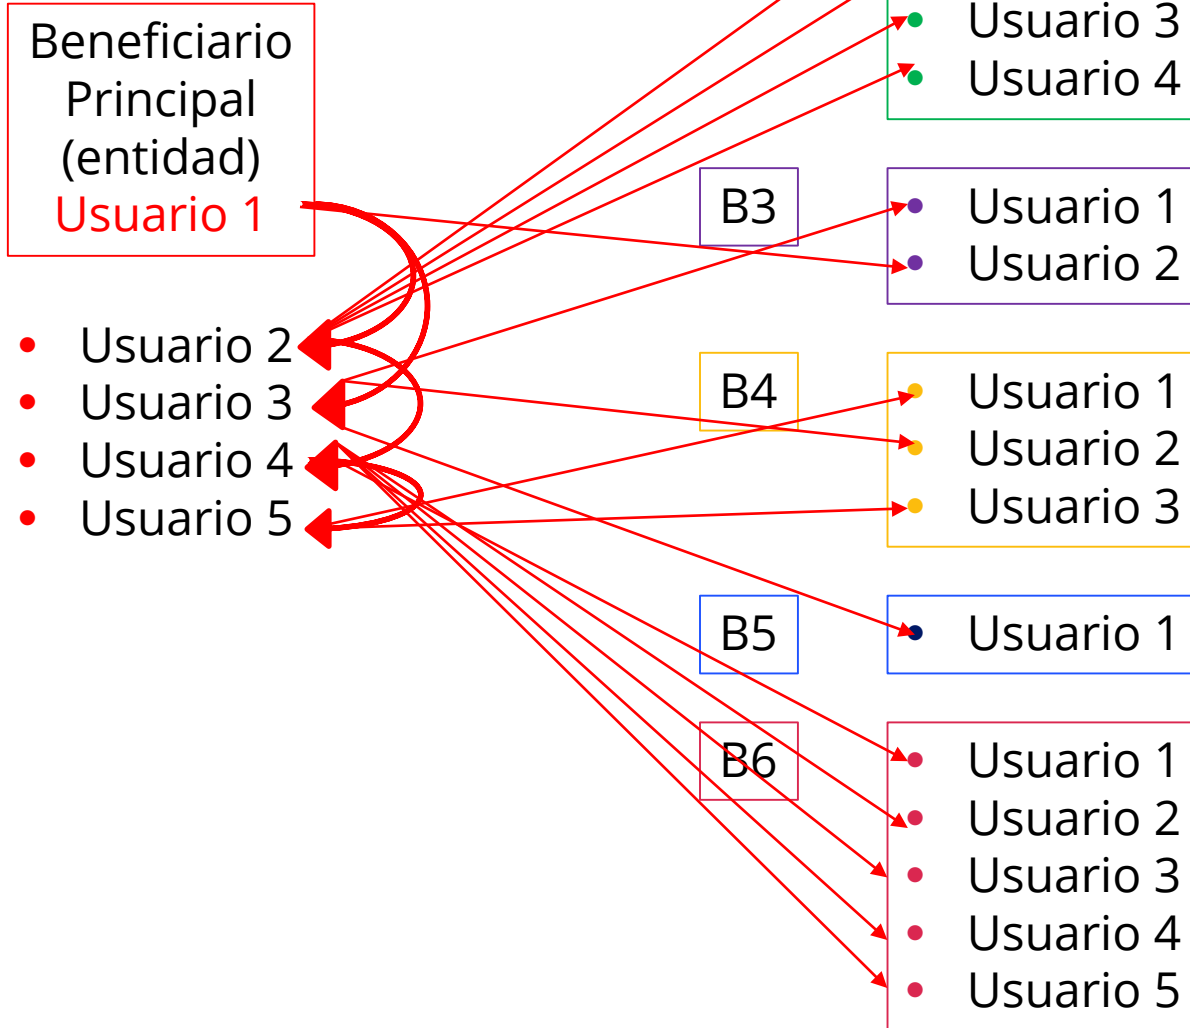 Beneficiario
Principal
(entidad)
Usuario 1
Usuario 2
Usuario 3
Usuario 4
Usuario 5
Usuario 3
Usuario 4
B3
Usuario 1
Usuario 2
B4
Usuario 1
Usuario 2
Usuario 3
B5
Usuario 1
B6
Usuario 1
Usuario 2
Usuario 3
Usuario 4
Usuario 5